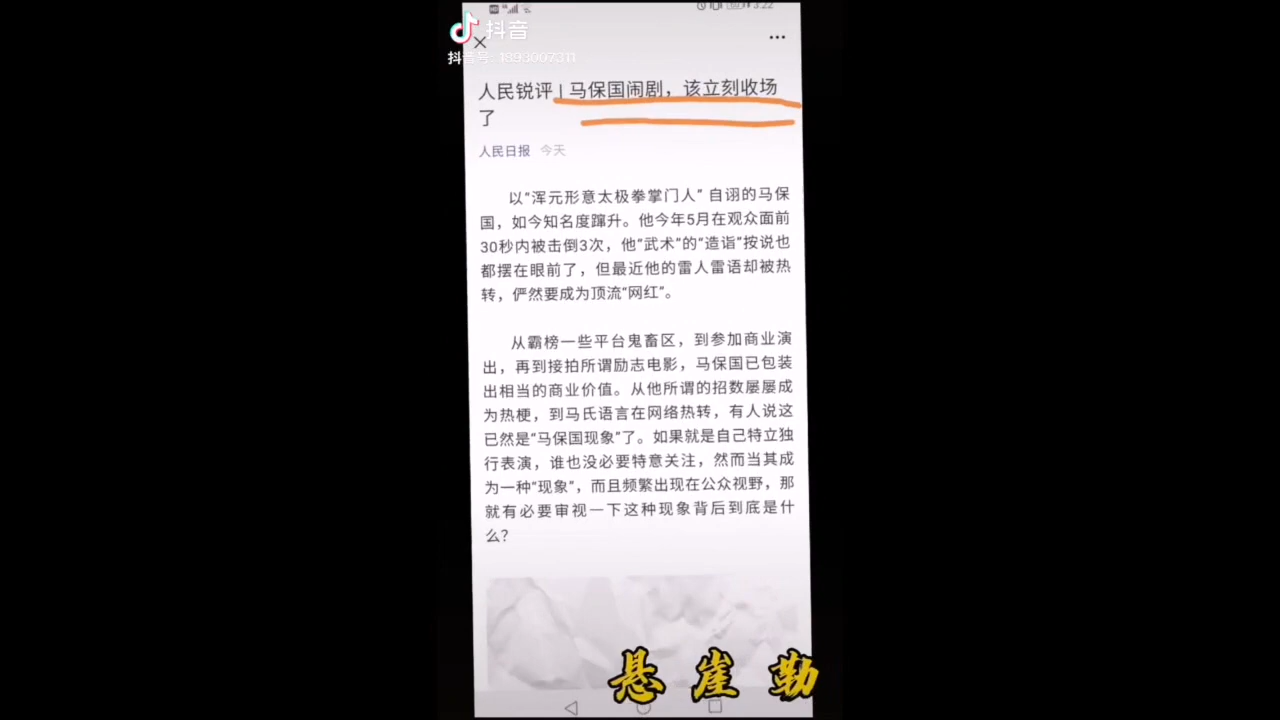 抖音
抖音号: 1393007311
3:22
人民锐评 | 马保国闹剧，该立刻收场
了
人民日报 今天
以“浑元形意太极拳掌门人” 自诩的马保
国，如今知名度蹿升。他今年5月在观众面前
30秒内被击倒3次，他“武术”的“造诣”按说也
都摆在眼前了，但最近他的雷人雷语却被热
转，俨然要成为顶流“网红”。
从霸榜一些平台鬼畜区，到参加商业演
出，再到接拍所谓励志电影，马保国已包装
出相当的商业价值。从他所谓的招数屡屡成
为热梗，到马氏语言在网络热转，有人说这
已然是“马保国现象”了。如果就是自己特立独
行表演，谁也没必要特意关注，然而当其成
为一种“现象”，而且频繁出现在公众视野，那
就有必要审视一下这种现象背后到底是什
么？
悬崖勒